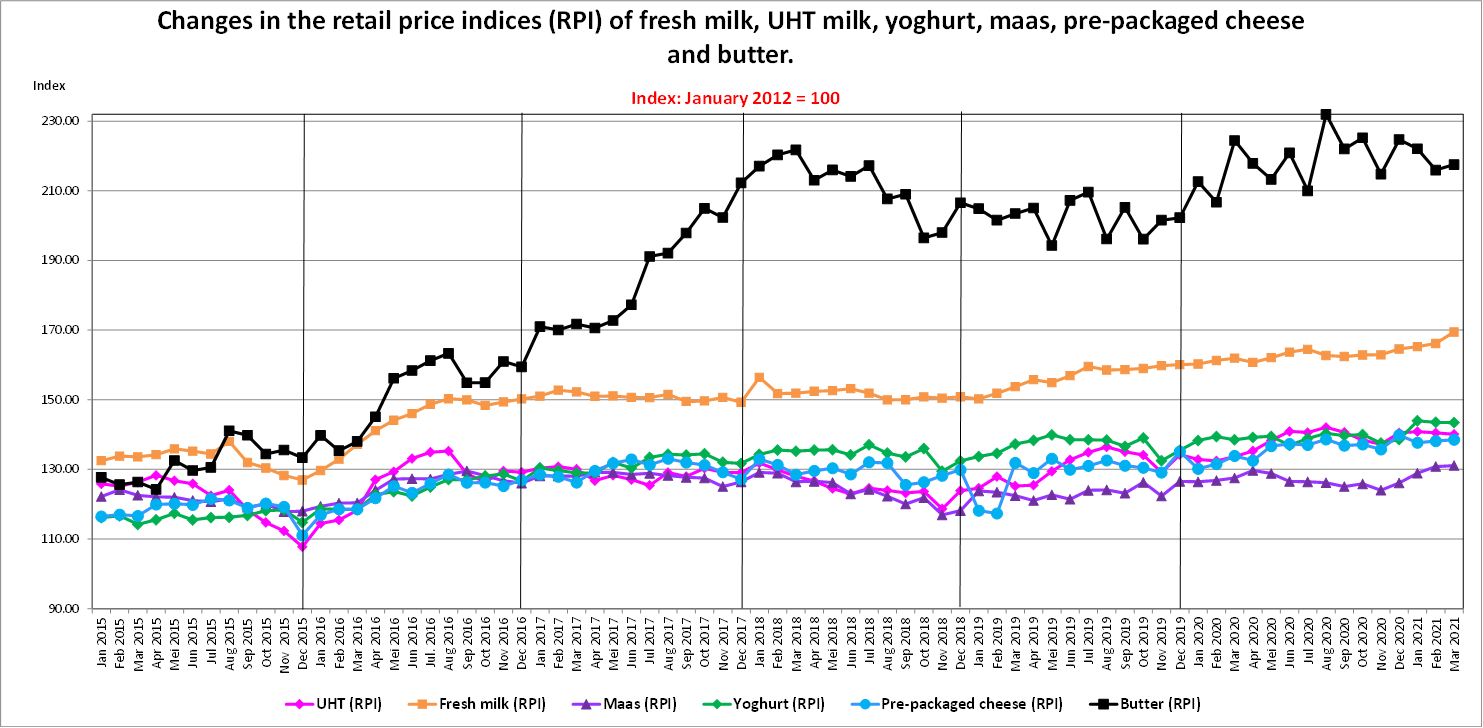 Changes in the retail price indices (RPI) of fresh milk, UHT milk, yoghurt, maas, pre-packaged cheese
and butter.
Index
Index: January 2012 = 100
230.00
210.00
190.00
170.00
150.00
130.00
110.00
90.00
Jan 2015
Feb 2015
Mar 2015
Apr 2015
Mei 2015
Jun 2015
Jul 2015
Aug 2015
Sep 2015
Oct 2015
Nov 2015
Dec 2015
Jan 2016
Feb 2016
Mar 2016
Apr 2016
Mei 2016
Jun 2016
Jul. 2016
Aug 2016
Sep 2016
Oct 2016
Nov 2016
Dec 2016
Jan 2017
Feb 2017
Mar 2017
Apr 2017
Mei 2017
Jun 2017
Jul 2017
Aug 2017
Sep 2017
Oct 2017
Nov 2017
Dec 2017
Jan 2018
Feb 2018
Mar 2018
Apr 2018
Mei 2018
Jun 2018
Jul 2018
Aug 2018
Sep 2018
Oct 2018
Nov 2018
Dec 2018
Jan 2019
Feb 2019
Mar 2019
Apr 2019
Mei 2019
Jun 2019
Jul 2019
Aug 2019
Sep 2019
Oct 2019
Nov 2019
Dec 2019
Jan 2020
Feb 2020
Mar 2020
Apr 2020
Mei 2020
Jun 2020
Jul 2020
Aug 2020
Sep 2020
Oct 2020
Nov 2020
Dec 2020
Jan 2021
Feb 2021
Mar 2021
UHT (RPI) Fresh milk (RPI) Maas (RPI) Yoghurt (RPI) Pre-packaged cheese (RPI) Butter (RPI)